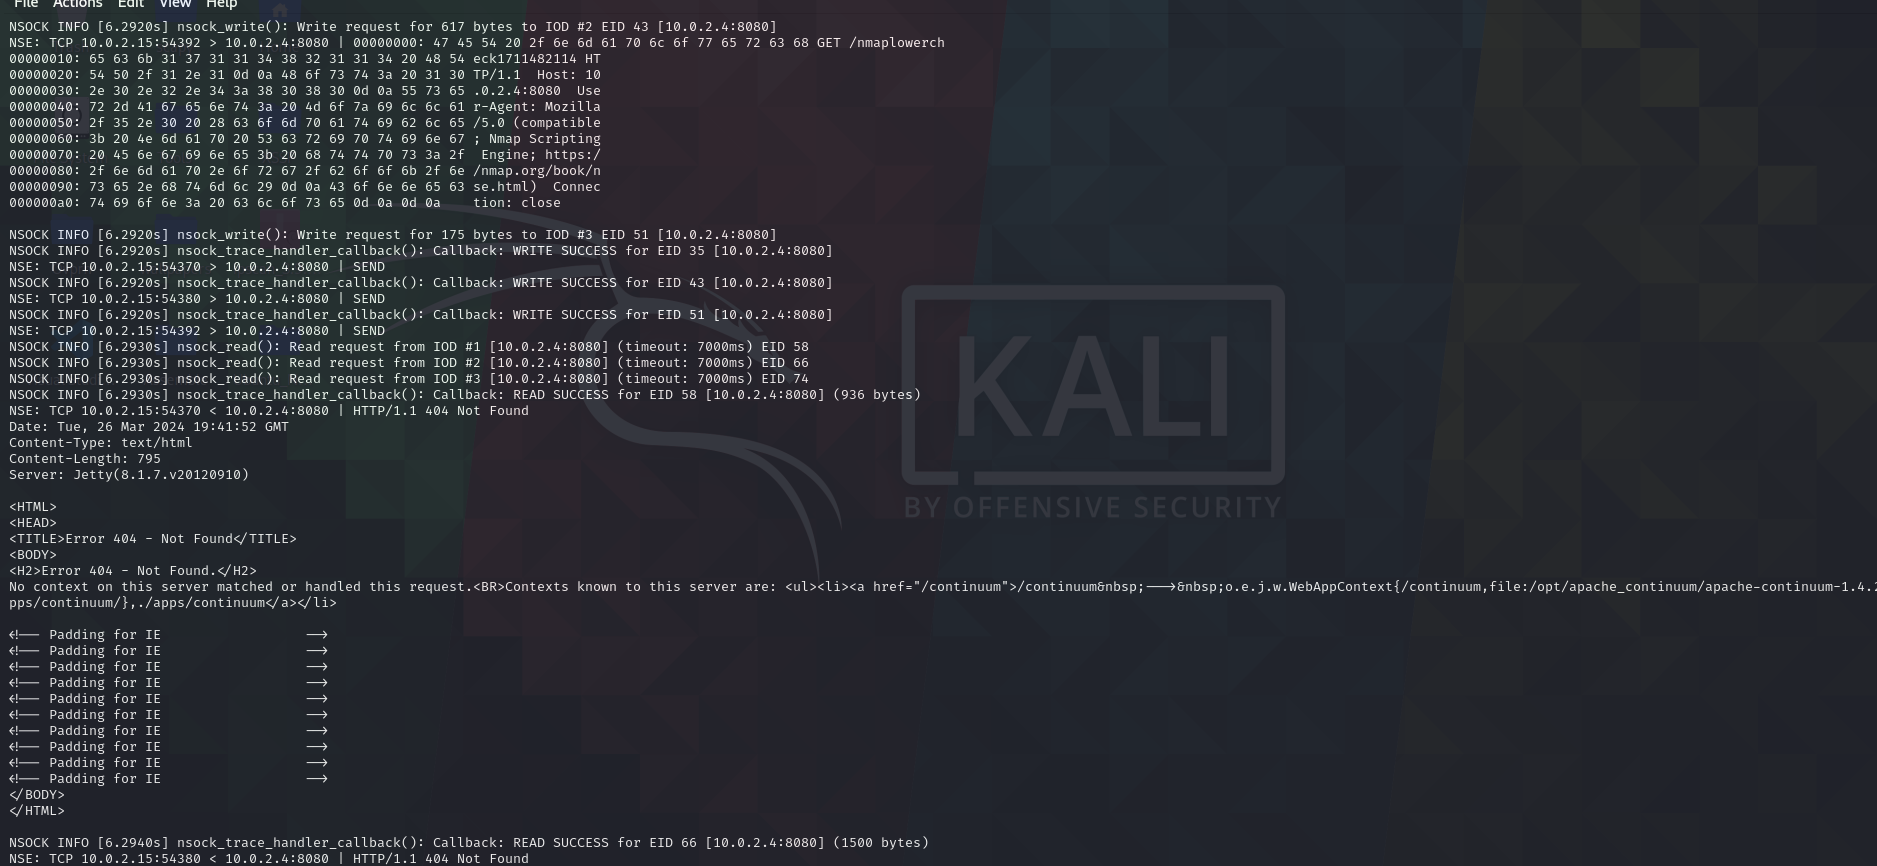 File Actions Edit View Help
NSOCK INFO [6.2920s] nsock_write(): Write request for 617 bytes to IOD #2 EID 43 [10.0.2.4:8080]
NSE: TCP 10.0.2.15:54392 > 10.0.2.4:8080 | 00000000: 47 45 54 20 2f 6e 6d 61 70 6c 6f 77 65 72 63 68 GET /nmaplowerch
00000010: 65 63 6b 31 37 31 31 34 38 32 31 31 34 20 48 54 eck1711482114 HT
00000020: 54 50 2f 31 2e 31 0d 0a 48 6f 73 74 3a 20 31 30 TP/1.1  Host: 10
00000030: 2e 30 2e 32 2e 34 3a 38 30 38 30 0d 0a 55 73 65 .0.2.4:8080  Use
00000040: 72 2d 41 67 65 6e 74 3a 20 4d 6f 7a 69 6c 6c 61 r-Agent: Mozilla
00000050: 2f 35 2e 30 20 28 63 6f 6d 70 61 74 69 62 6c 65 /5.0 (compatible
00000060: 3b 20 4e 6d 61 70 20 53 63 72 69 70 74 69 6e 67 ; Nmap Scripting
00000070: 20 45 6e 67 69 6e 65 3b 20 68 74 74 70 73 3a 2f  Engine; https:/
00000080: 2f 6e 6d 61 70 2e 6f 72 67 2f 62 6f 6f 6b 2f 6e /nmap.org/book/n
00000090: 73 65 2e 68 74 6d 6c 29 0d 0a 43 6f 6e 6e 65 63 se.html)  Connec
000000a0: 74 69 6f 6e 3a 20 63 6c 6f 73 65 0d 0a 0d 0a    tion: close
NSOCK INFO [6.2920s] nsock_write(): Write request for 175 bytes to IOD #3 EID 51 [10.0.2.4:8080]
NSOCK INFO [6.2920s] nsock_trace_handler_callback(): Callback: WRITE SUCCESS for EID 35 [10.0.2.4:8080]
NSE: TCP 10.0.2.15:54370 > 10.0.2.4:8080 | SEND
NSOCK INFO [6.2920s] nsock_trace_handler_callback(): Callback: WRITE SUCCESS for EID 43 [10.0.2.4:8080]
NSE: TCP 10.0.2.15:54380 > 10.0.2.4:8080 | SEND
NSOCK INFO [6.2920s] nsock_trace_handler_callback(): Callback: WRITE SUCCESS for EID 51 [10.0.2.4:8080]
NSE: TCP 10.0.2.15:54392 > 10.0.2.4:8080 | SEND
NSOCK INFO [6.2930s] nsock_read(): Read request from IOD #1 [10.0.2.4:8080] (timeout: 7000ms) EID 58
NSOCK INFO [6.2930s] nsock_read(): Read request from IOD #2 [10.0.2.4:8080] (timeout: 7000ms) EID 66
NSOCK INFO [6.2930s] nsock_read(): Read request from IOD #3 [10.0.2.4:8080] (timeout: 7000ms) EID 74
NSOCK INFO [6.2930s] nsock_trace_handler_callback(): Callback: READ SUCCESS for EID 58 [10.0.2.4:8080] (936 bytes)
NSE: TCP 10.0.2.15:54370 < 10.0.2.4:8080 | HTTP/1.1 404 Not Found
Date: Tue, 26 Mar 2024 19:41:52 GMT
Content-Type: text/html
Content-Length: 795
Server: Jetty(8.1.7.v20120910)
<HTML>
<HEAD>
<TITLE>Error 404 - Not Found</TITLE>
<BODY>
<H2>Error 404 - Not Found.</H2>
No context on this server matched or handled this request.<BR>Contexts known to this server are: <ul><li><a href="/continuum">/continuum&nbsp;--->&nbsp;o.e.j.w.WebAppContext{/continuum,file:/opt/apache_continuum/apache-continuum-1.4.2
pps/continuum/},./apps/continuum</a></li>
<!-- Padding for IE                  -->
<!-- Padding for IE                  -->
<!-- Padding for IE                  -->
<!-- Padding for IE                  -->
<!-- Padding for IE                  -->
<!-- Padding for IE                  -->
<!-- Padding for IE                  -->
<!-- Padding for IE                  -->
<!-- Padding for IE                  -->
<!-- Padding for IE                  -->
</BODY>
</HTML>
NSOCK INFO [6.2940s] nsock_trace_handler_callback(): Callback: READ SUCCESS for EID 66 [10.0.2.4:8080] (1500 bytes)
NSE: TCP 10.0.2.15:54380 < 10.0.2.4:8080 | HTTP/1.1 404 Not Found
KALI
BY OFFENSIVE SECURITY